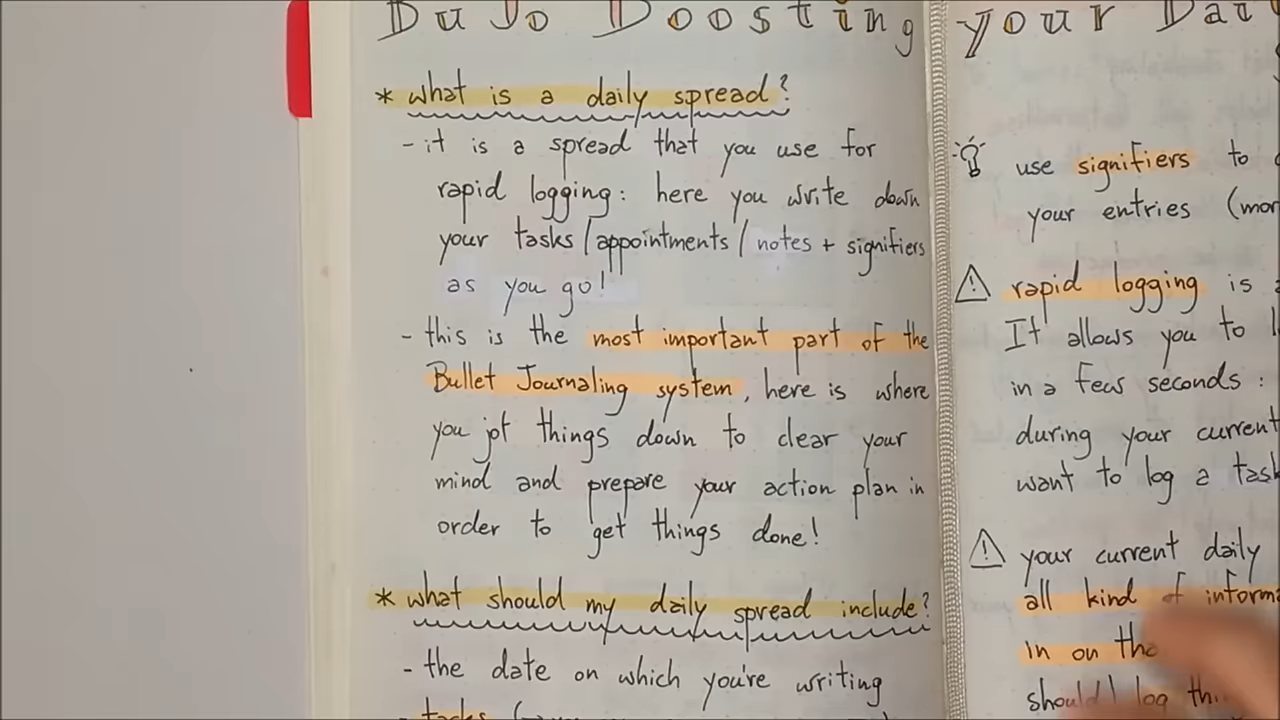 BuJo Boosting
* what is a daily spread?
- it is a spread that you use for
rapid logging: here you write down
your tasks/appointments/notes + signifiers
as you go!
- this is the most important part of the
Bullet Journaling system, here is where
you jot things down to clear your
mind and prepare your action plan in
order to get things done!
* what should my daily spread include?
- the date on which you're writing
- tasks
your
use signifiers to
your entries
rapid logging is
It allows you to
in a few seconds:
during your current
want to log a task
your current daily
all kind of
in on the
should I log